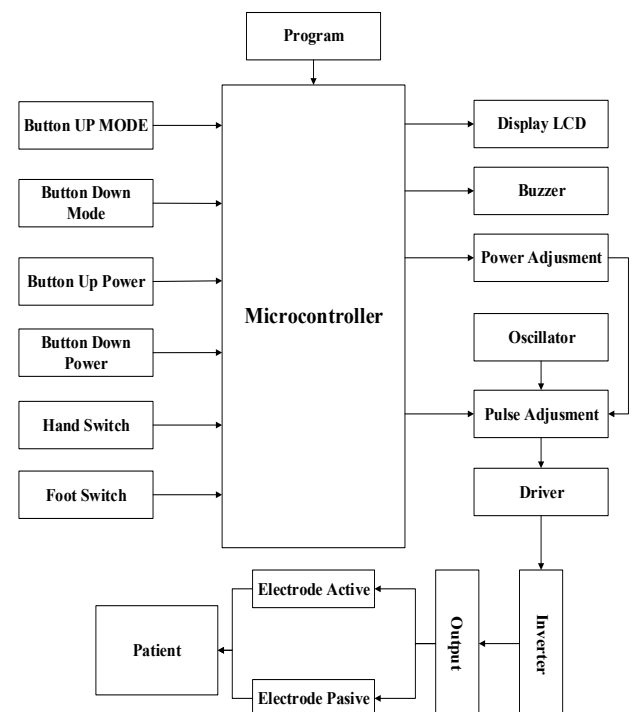 Program
Button UP MODE
Button Down
Mode
Button Up Power
Button Down
Power
Hand Switch
Foot Switch
Microcontroller
Display LCD
Buzzer
Power Adjusment
Oscillator
Pulse Adjusment
Driver
Inverter
Output
Electrode Active
Electrode Pasive
Patient